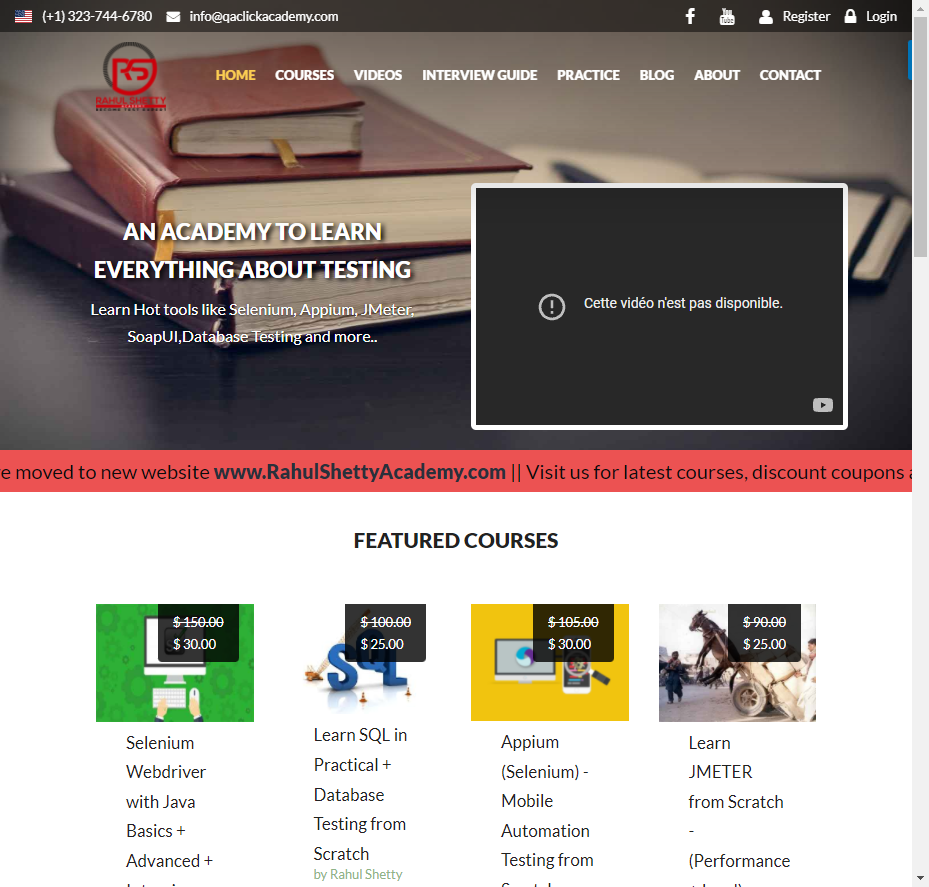 (+1) 323-744-6780 info@qaclickacademy.com Register Login
RS
RAHUL SHETTY
HOME COURSES VIDEOS INTERVIEW GUIDE PRACTICE BLOG ABOUT CONTACT
AN ACADEMY TO LEARN
EVERYTHING ABOUT TESTING
Learn Hot tools like Selenium, Appium, JMeter,
SoapUI,Database Testing and more..
Cette vidéo n'est pas disponible.
e moved to new website www.RahulShettyAcademy.com || Visit us for latest courses, discount coupons
FEATURED COURSES
$ 150.00
$ 30.00
Selenium
Webdriver
with Java
Basics +
Advanced +
$ 100.00
$ 25.00
SQL
Learn SQL in
Practical +
Database
Testing from
Scratch
by Rahul Shetty
$ 105.00
$ 30.00
Appium
(Selenium) -
Mobile
Automation
Testing from
$ 90.00
$ 25.00
Learn
JMETER
from Scratch
-
(Performance